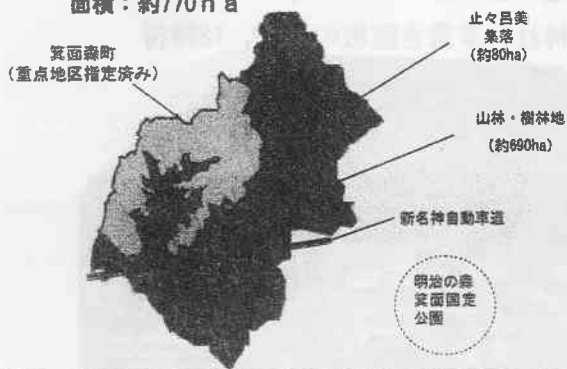 面積：約770ｈａ
箕面森町
（重点地区指定済み）
止々呂美
集落
（約80ha）
山林・樹林地
（約690ha）
新名神自動車道
明治の森
箕面国定
公園